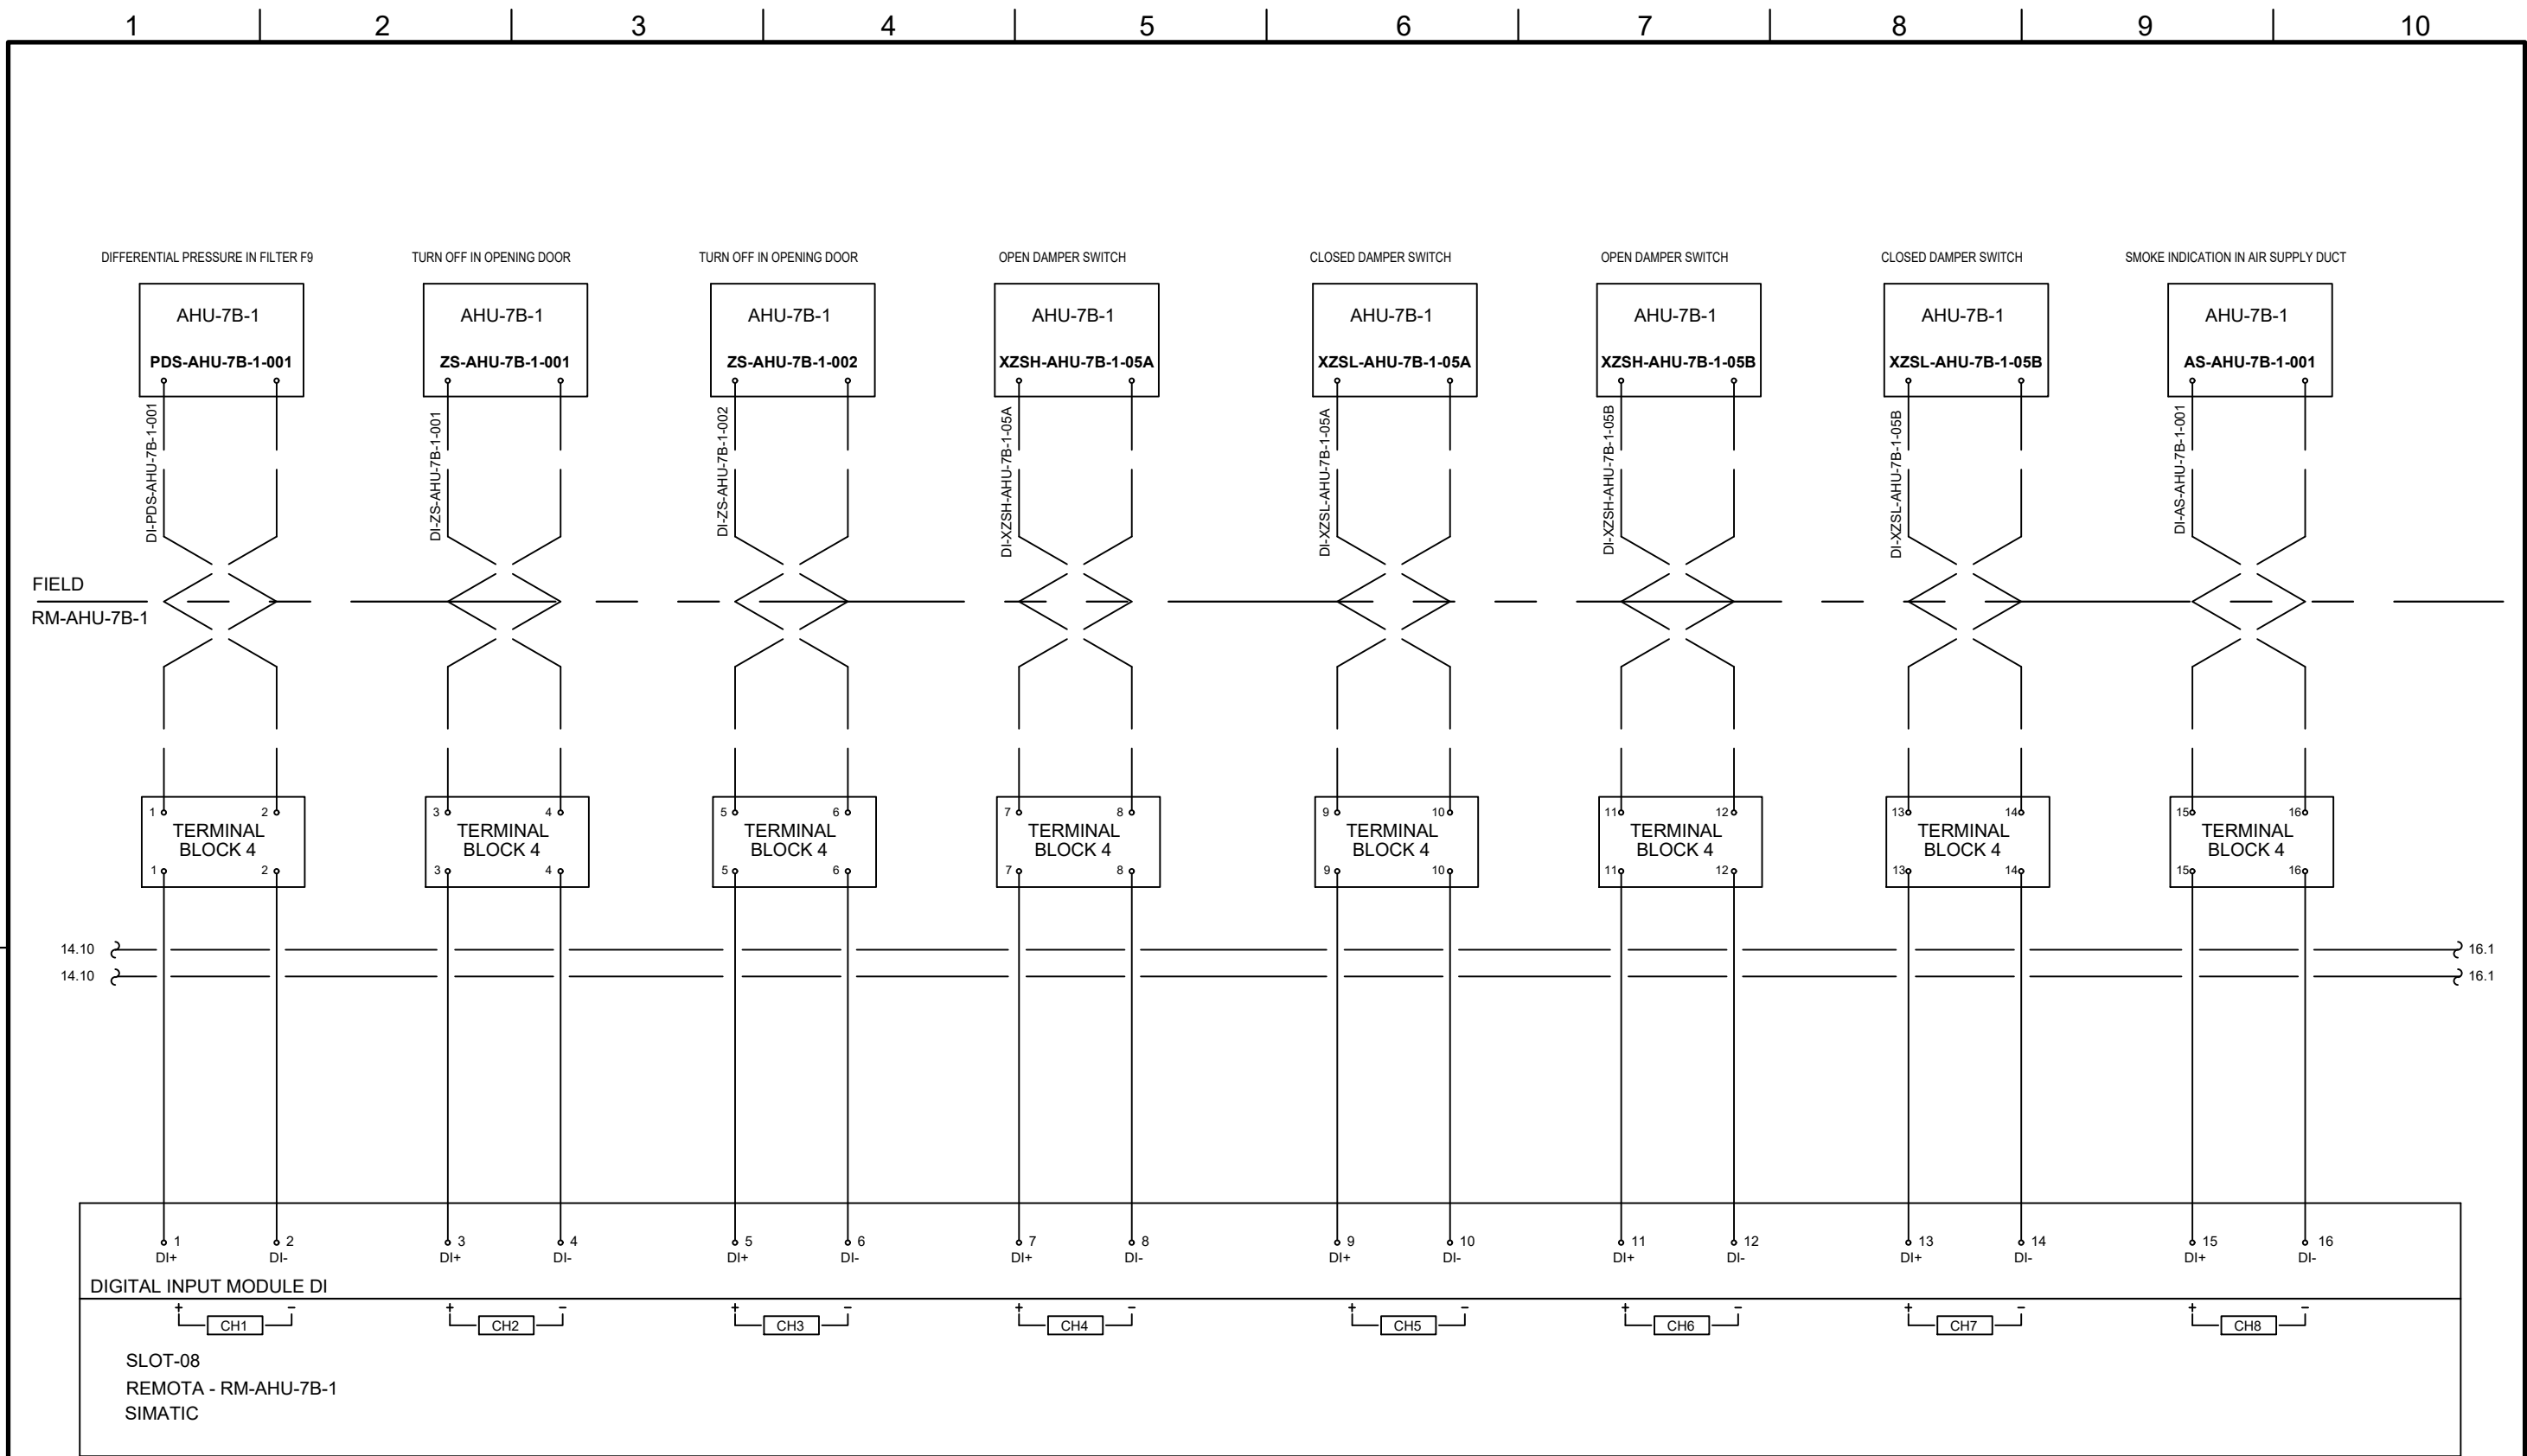 1 2 3 4 5 6 7 8 9 10
DIFFERENTIAL PRESSURE IN FILTER F9
TURN OFF IN OPENING DOOR
TURN OFF IN OPENING DOOR
OPEN DAMPER SWITCH
CLOSED DAMPER SWITCH
OPEN DAMPER SWITCH
CLOSED DAMPER SWITCH
SMOKE INDICATION IN AIR SUPPLY DUCT
AHU-7B-1
PDS-AHU-7B-1-001
AHU-7B-1
ZS-AHU-7B-1-001
AHU-7B-1
ZS-AHU-7B-1-002
AHU-7B-1
XZSH-AHU-7B-1-05A
AHU-7B-1
XZSL-AHU-7B-1-05A
AHU-7B-1
XZSH-AHU-7B-1-05B
AHU-7B-1
XZSL-AHU-7B-1-05B
AHU-7B-1
AS-AHU-7B-1-001
DI-PDS-AHU-7B-1-001
DI-ZS-AHU-7B-1-001
DI-ZS-AHU-7B-1-002
DI-XZSH-AHU-7B-1-05A
DI-XZSL-AHU-7B-1-05A
DI-XZSH-AHU-7B-1-05B
DI-XZSL-AHU-7B-1-05B
DI-AS-AHU-7B-1-001
FIELD
RM-AHU-7B-1
1 2
TERMINAL
BLOCK 4
1 2
3 4
TERMINAL
BLOCK 4
3 4
5 6
TERMINAL
BLOCK 4
5 6
7 8
TERMINAL
BLOCK 4
7 8
9 10
TERMINAL
BLOCK 4
9 10
11 12
TERMINAL
BLOCK 4
11 12
13 14
TERMINAL
BLOCK 4
13 14
15 16
TERMINAL
BLOCK 4
15 16
14.10 16.1
14.10 16.1
1 2 3 4 5 6 7 8 9 10 11 12 13 14 15 16
DI+ DI- DI+ DI- DI+ DI- DI+ DI- DI+ DI- DI+ DI- DI+ DI- DI+ DI-
DIGITAL INPUT MODULE DI
+ − + − + − + − + − + − + − + −
CH1 CH2 CH3 CH4 CH5 CH6 CH7 CH8
SLOT-08
REMOTA - RM-AHU-7B-1
SIMATIC